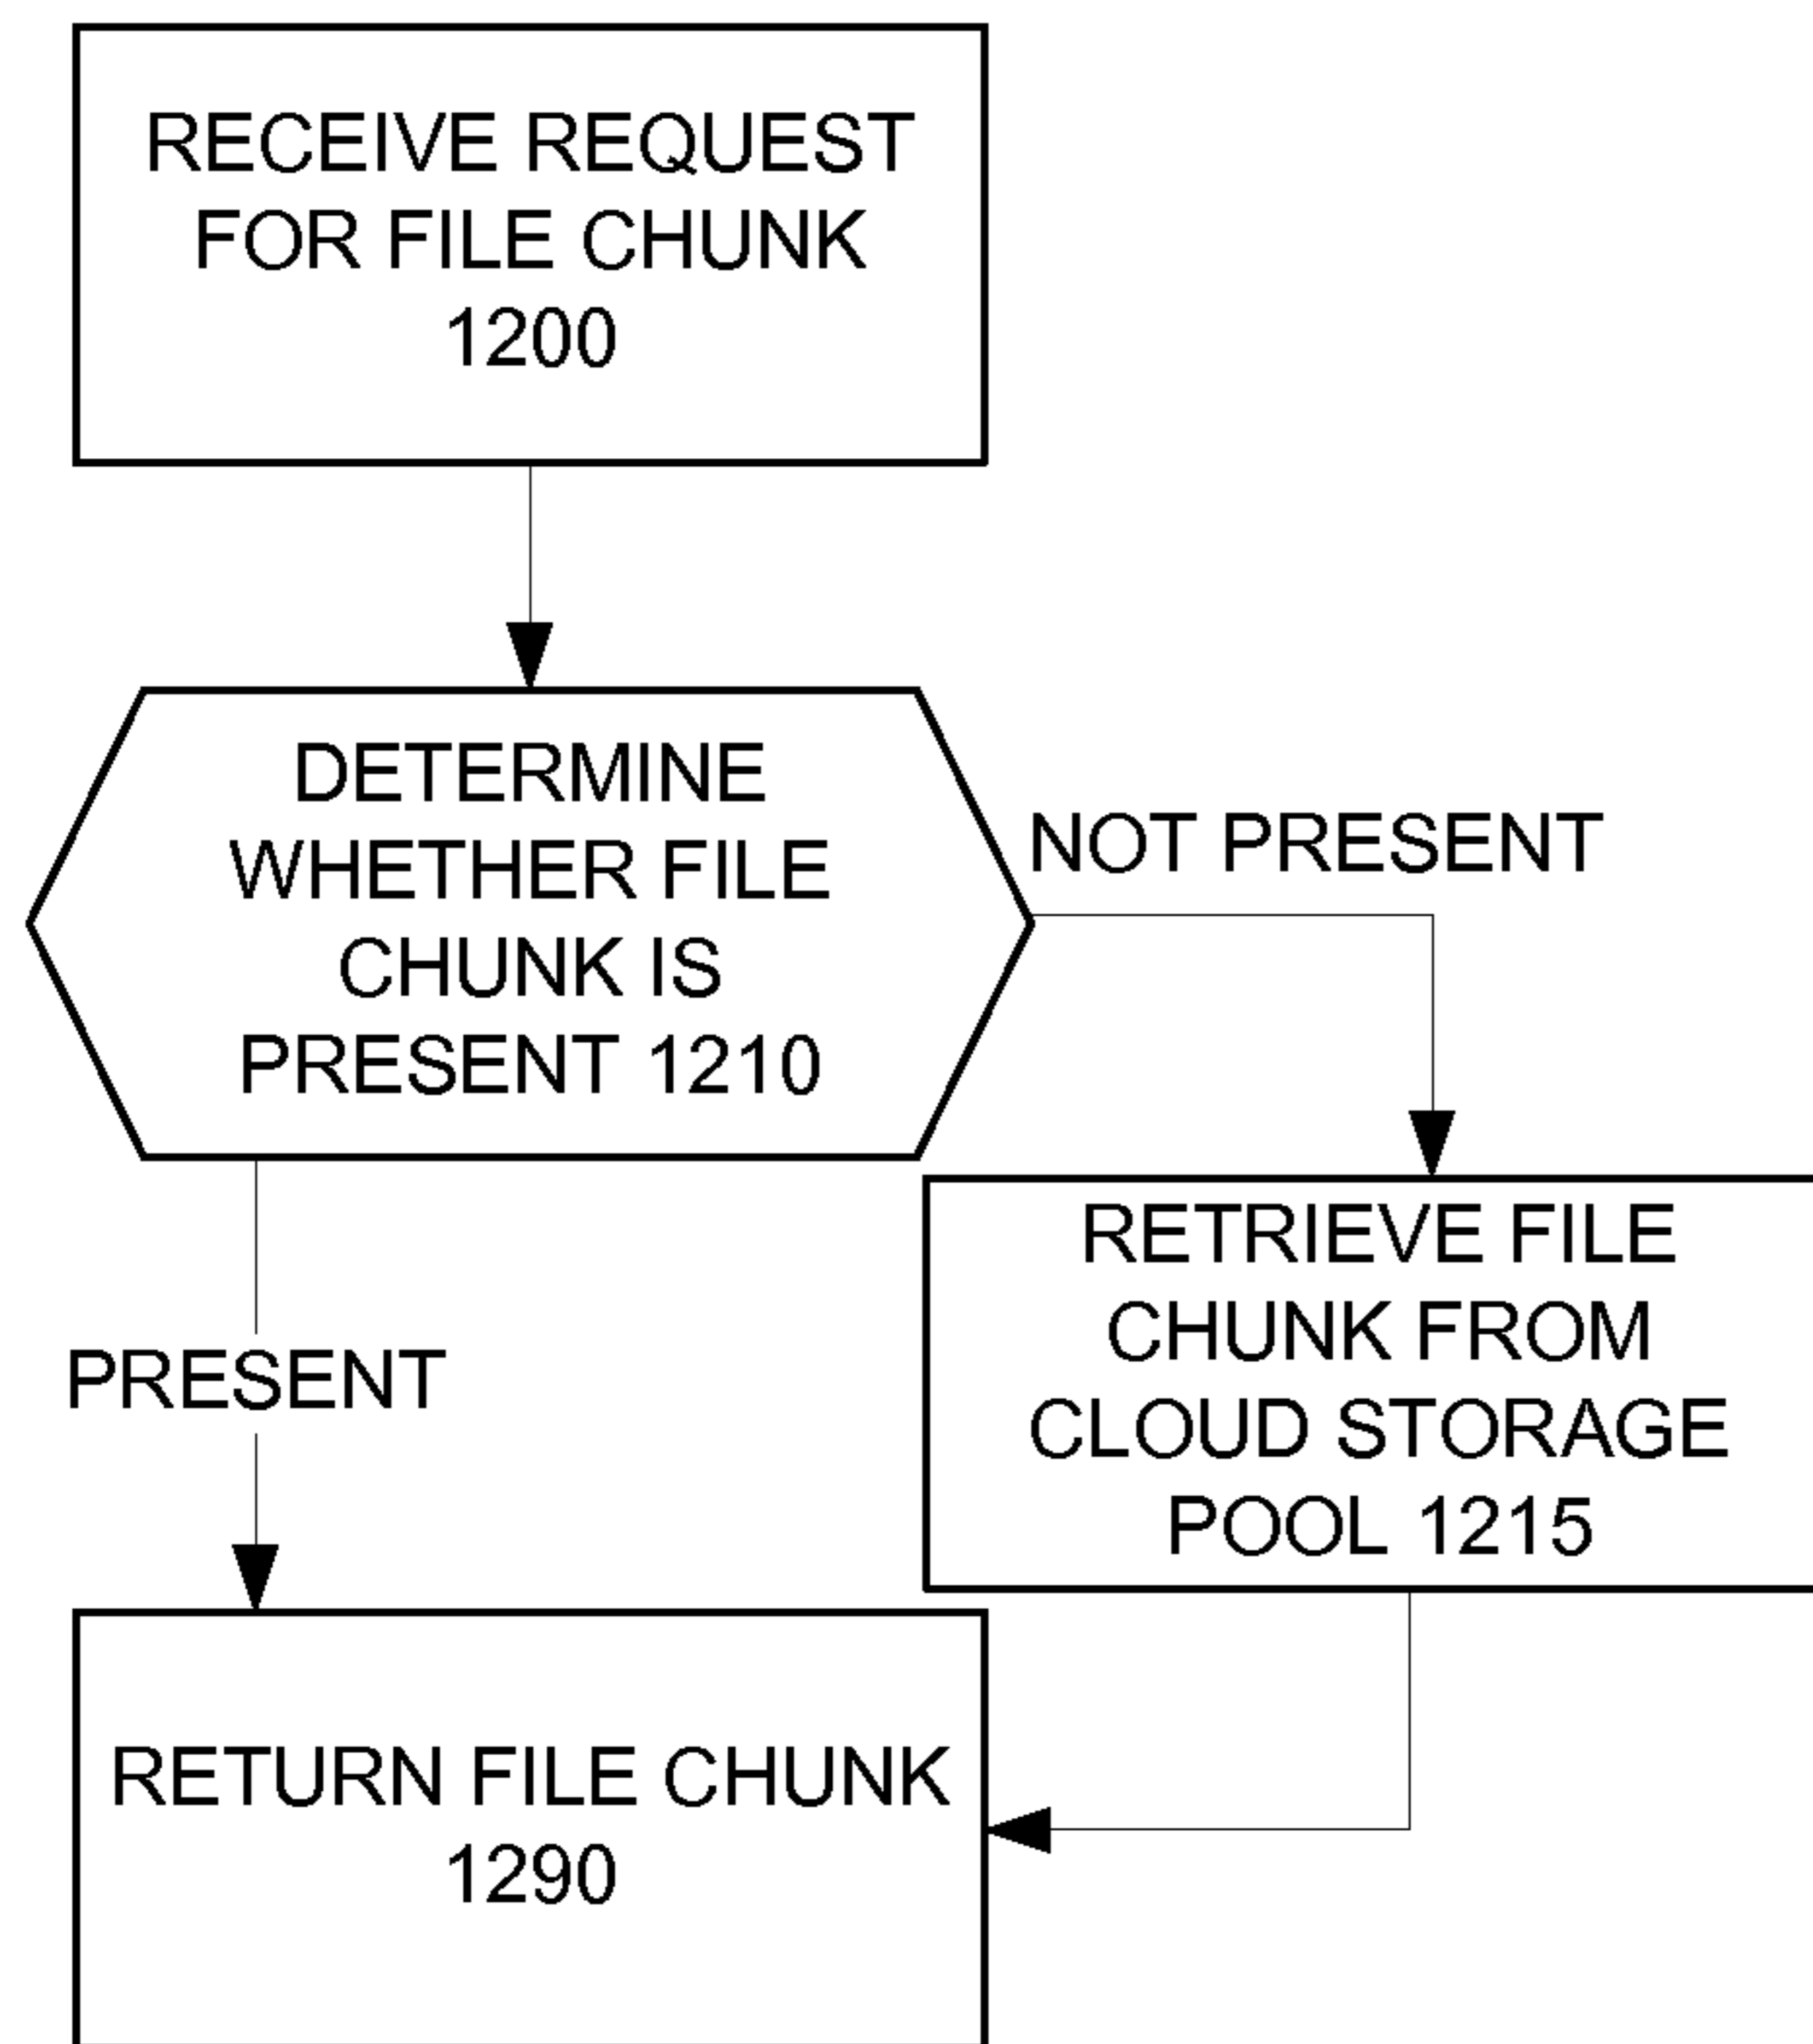 RECEIVE REQUEST
FOR FILE CHUNK
1200
DETERMINE
WHETHER FILE
CHUNK IS
PRESENT 1210
NOT PRESENT
PRESENT
RETRIEVE FILE
CHUNK FROM
CLOUD STORAGE
POOL 1215
RETURN FILE CHUNK
1290